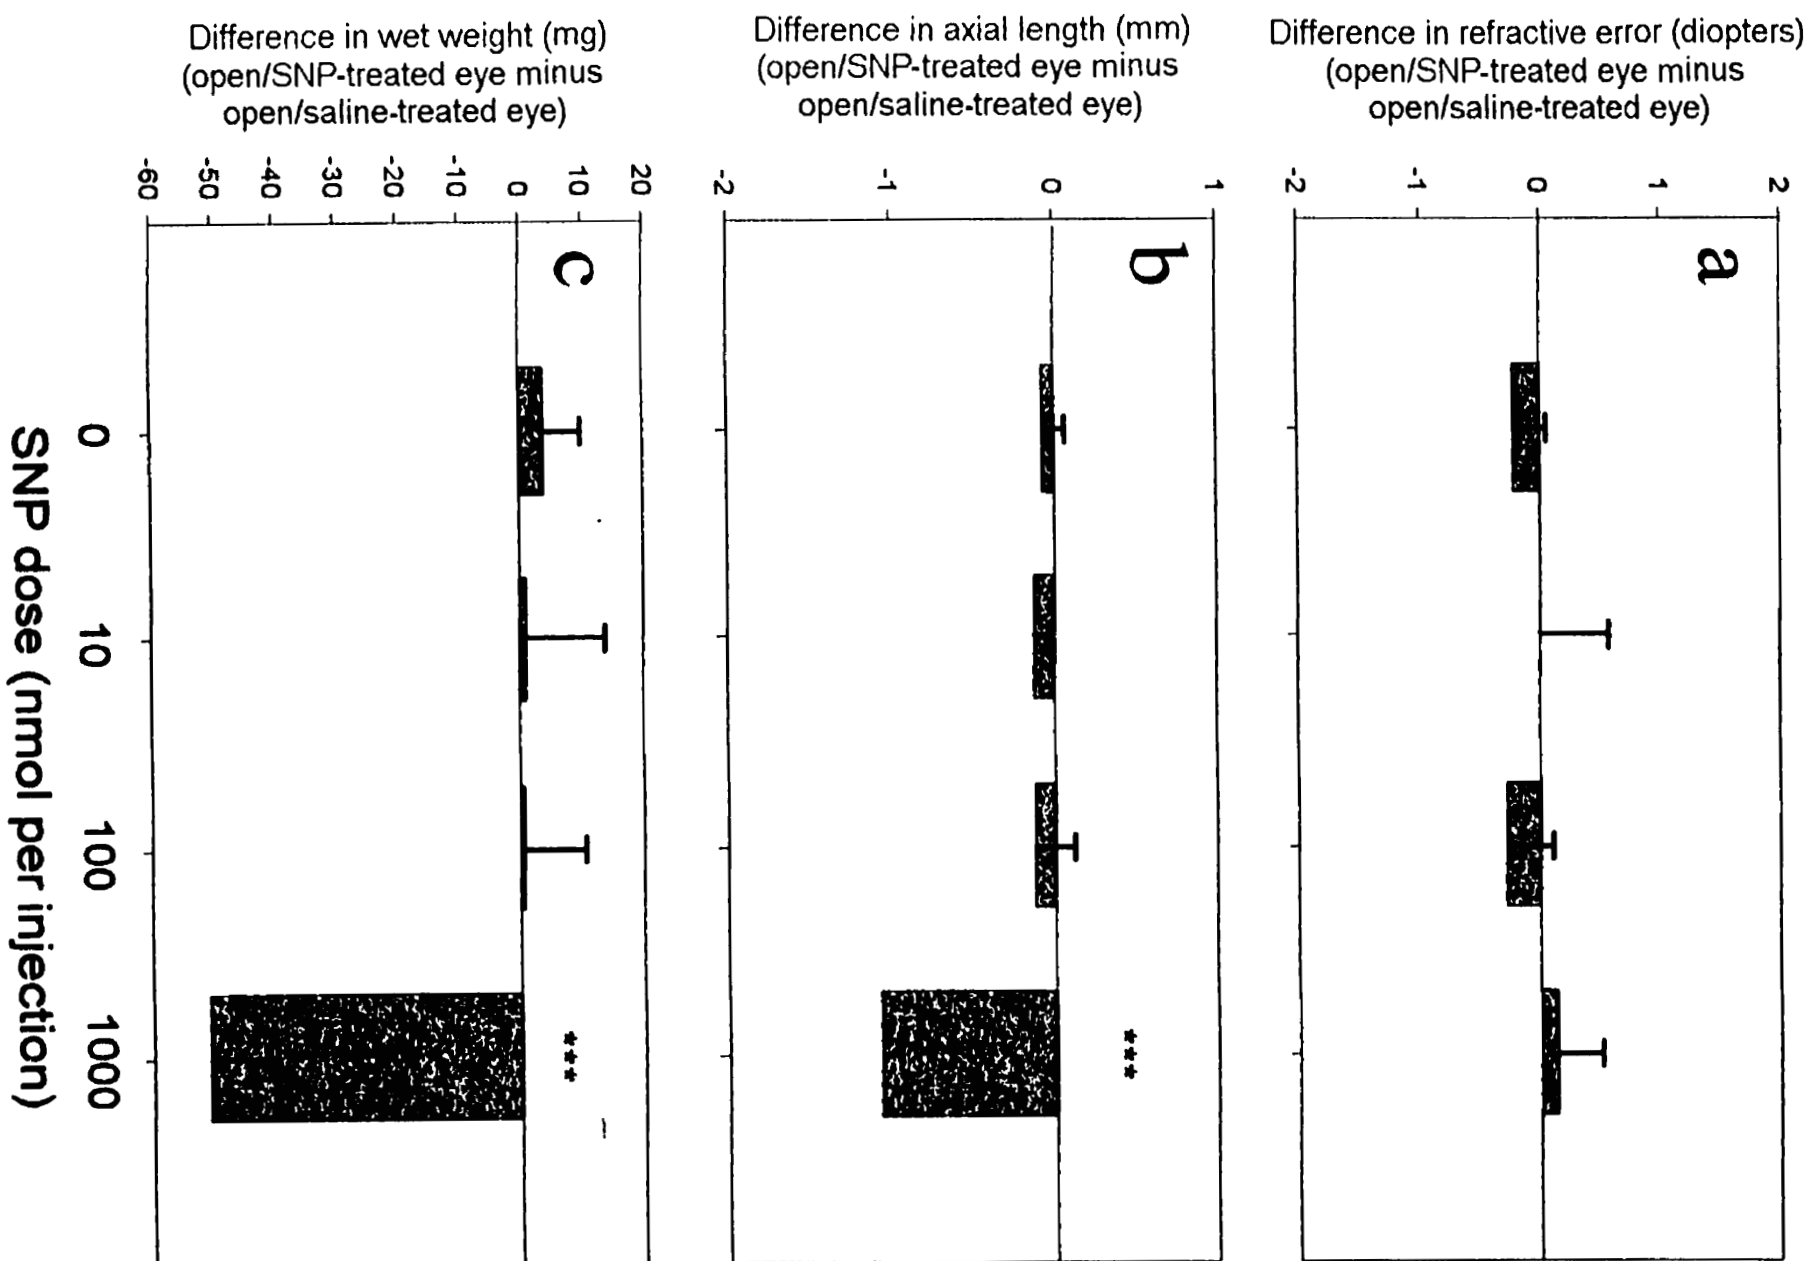 Difference in refractive error (diopters)
(open/SNP-treated eye minus
open/saline-treated eye)
2
1
0
-1
-2
a
Difference in axial length (mm)
(open/SNP-treated eye minus
open/saline-treated eye)
1
0
-1
-2
b
***
Difference in wet weight (mg)
(open/SNP-treated eye minus
open/saline-treated eye)
20
10
0
-10
-20
-30
-40
-50
-60
c
***
0 10 100 1000
SNP dose (nmol per injection)